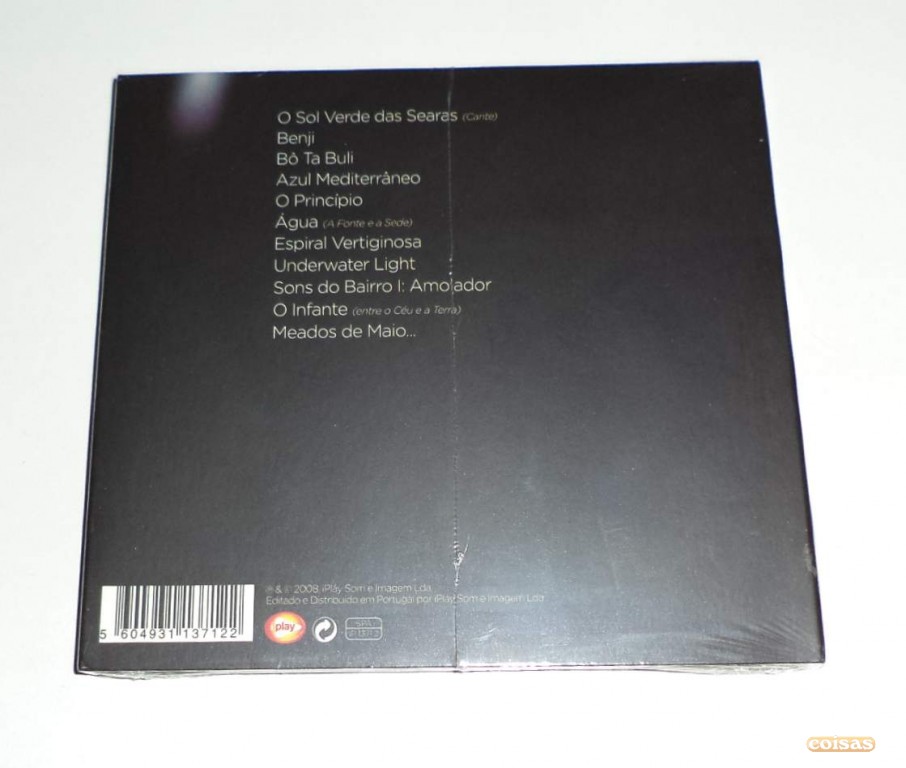 O Sol Verde das Searas (Cante)
Benji
Bô Ta Buli
Azul Mediterrâneo
O Princípio
Água (A Fonte e a Sede)
Espiral Vertiginosa
Underwater Light
Sons do Bairro I: Amolador
O Infante (entre o Céu e a Terra)
Meados de Maio...
℗ & © 2008, iPlay Som e Imagem Lda
Editado e Distribuído em Portugal por iPlay Som e Imagem Lda
5 604931 137122
play
SPA
coisas